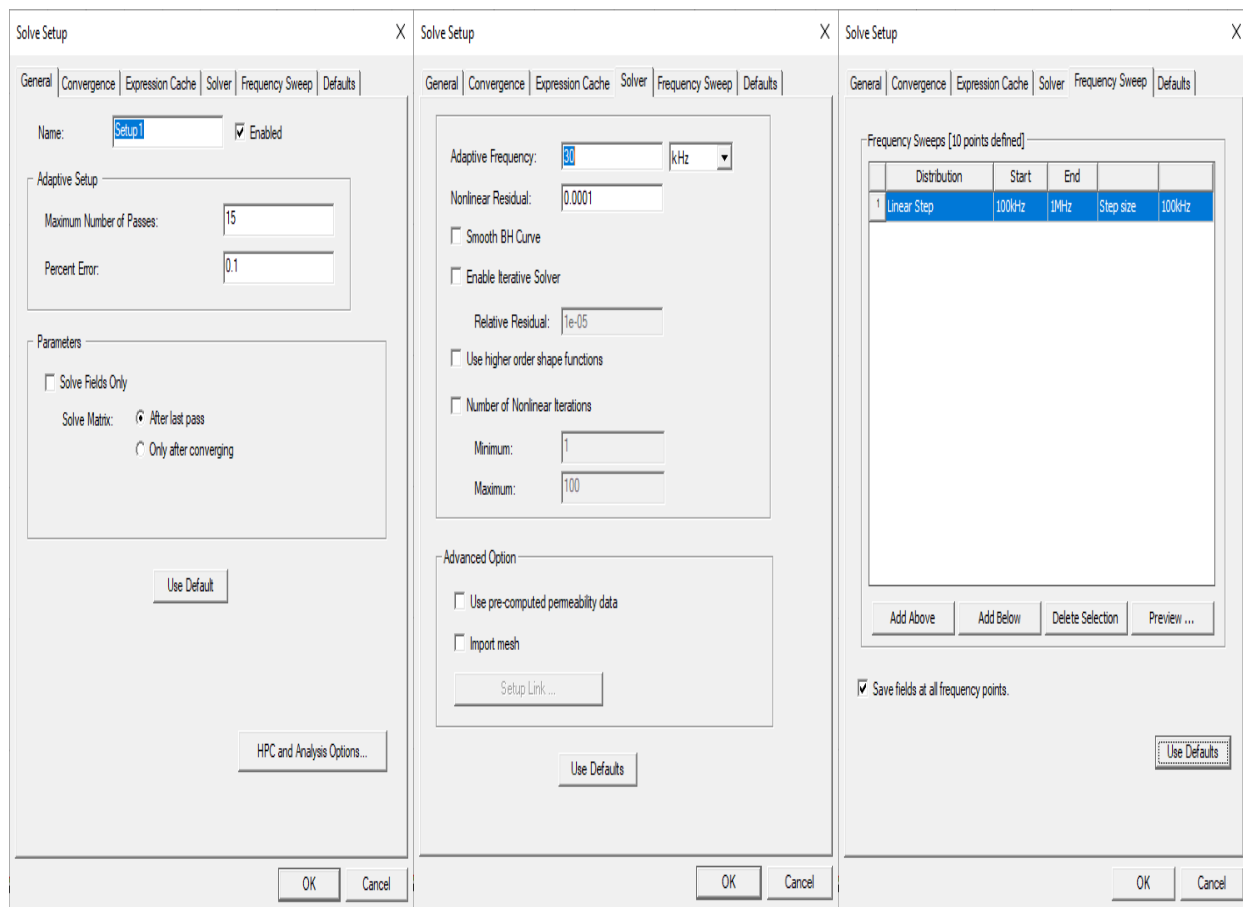 Solve Setup
General Convergence Expression Cache Solver Frequency Sweep Defaults
Name: Setup1 Enabled
Adaptive Setup
Maximum Number of Passes: 15
Percent Error: 0.1
Parameters
Solve Fields Only
Solve Matrix: After last pass
Only after converging
Use Default
HPC and Analysis Options...
OK Cancel
Solve Setup
General Convergence Expression Cache Solver Frequency Sweep Defaults
Adaptive Frequency: 30 kHz
Nonlinear Residual: 0.0001
Smooth BH Curve
Enable Iterative Solver
Relative Residual: 1e-05
Use higher order shape functions
Number of Nonlinear Iterations
Minimum: 1
Maximum: 100
Advanced Option
Use pre-computed permeability data
Import mesh
Setup Link ...
Use Defaults
OK Cancel
Solve Setup
General Convergence Expression Cache Solver Frequency Sweep Defaults
Frequency Sweeps [10 points defined]
Distribution Start End
1 Linear Step 100kHz 1MHz Step size 100kHz
Add Above Add Below Delete Selection Preview ...
Save fields at all frequency points.
Use Defaults
OK Cancel